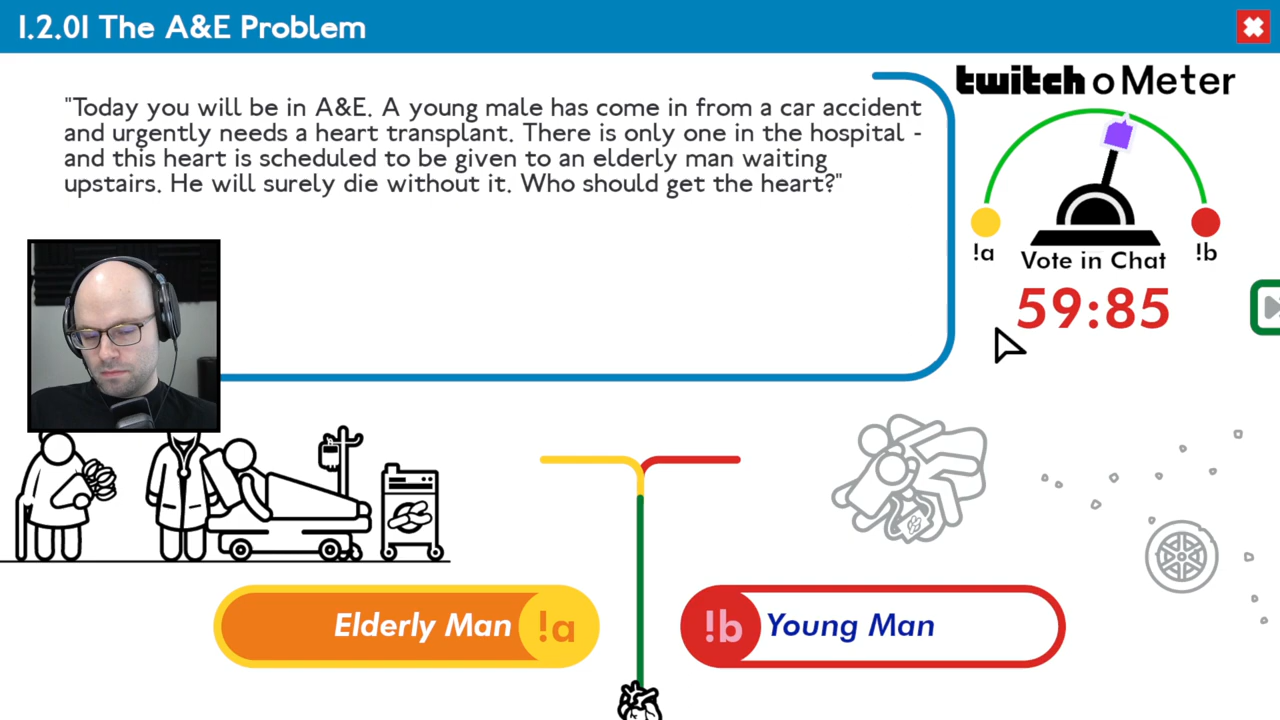 1.2.01 The A&E Problem
"Today you will be in A&E. A young male has come in from a car accident
and urgently needs a heart transplant. There is only one in the hospital -
and this heart is scheduled to be given to an elderly man waiting
upstairs. He will surely die without it. Who should get the heart?"
twitch o Meter
!a
!b
Vote in Chat
59:85
Elderly Man !a
!b Young Man